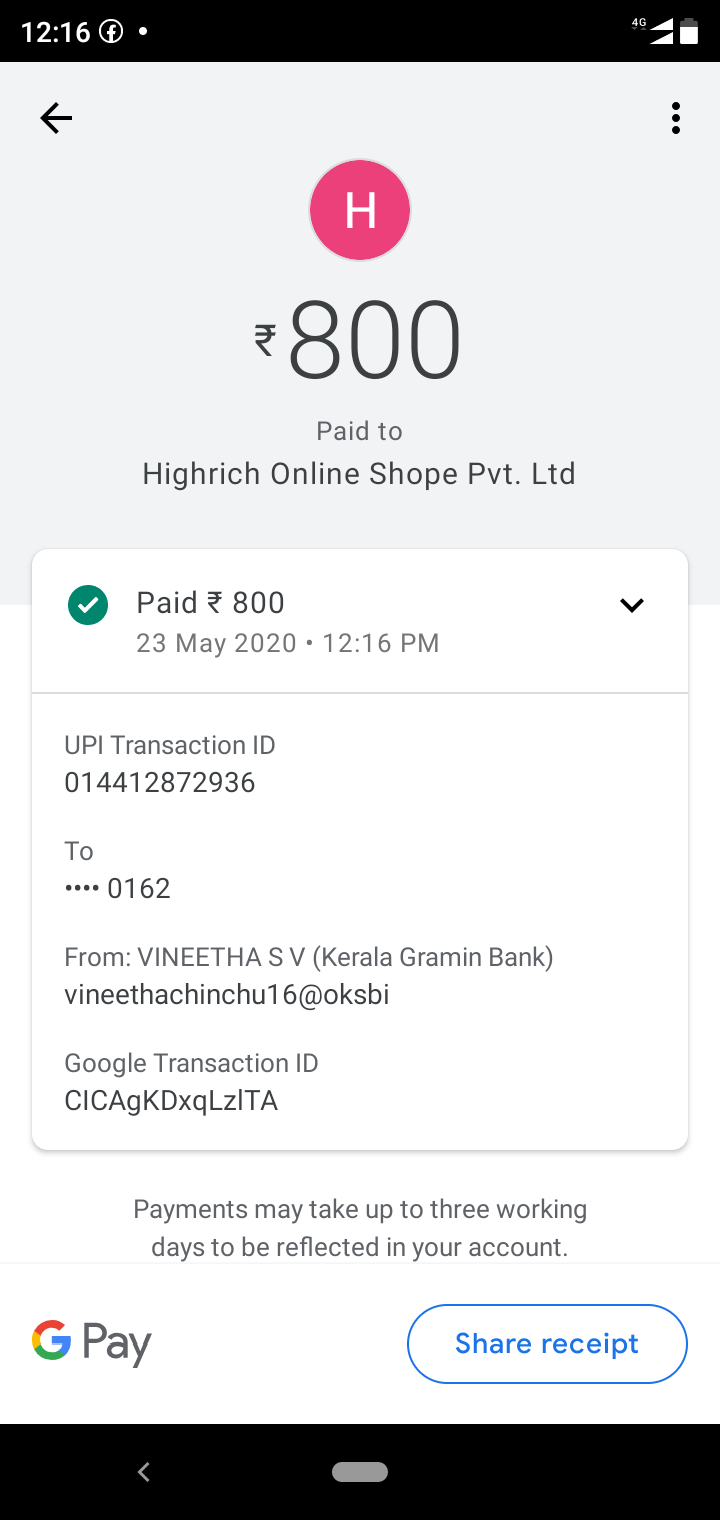 12:16
4G
H
₹800
Paid to
Highrich Online Shope Pvt. Ltd
Paid ₹ 800
23 May 2020 • 12:16 PM
UPI Transaction ID
014412872936
To
•••• 0162
From: VINEETHA S V (Kerala Gramin Bank)
vineethachinchu16@oksbi
Google Transaction ID
CICAgKDxqLzlTA
Payments may take up to three working
days to be reflected in your account.
G Pay
Share receipt